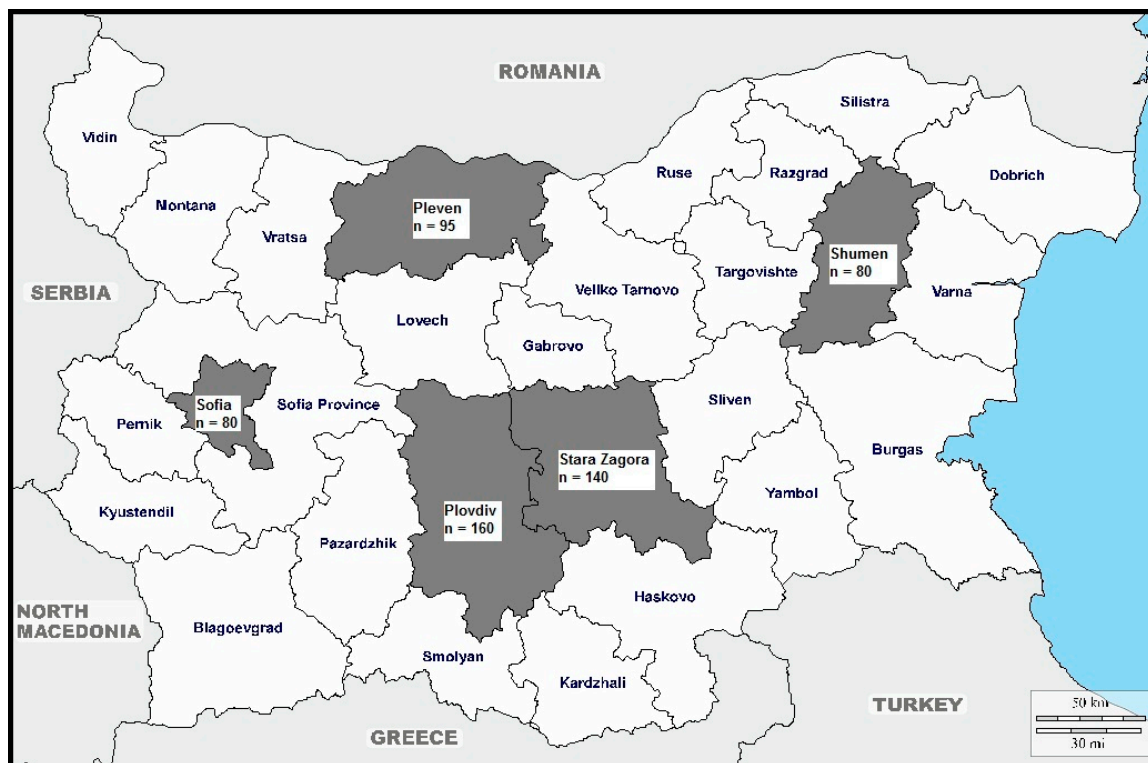 ROMANIA
Silistra
Vidin
Ruse
Razgrad
Dobrich
Montana
Pleven
n = 95
Vratsa
Shumen
n = 80
Targovishte
Varna
Veliko Tarnovo
SERBIA
Lovech
Gabrovo
Sofia
n = 80
Sofia Province
Sliven
Pernik
Burgas
Stara Zagora
n = 140
Yambol
Kyustendil
Plovdiv
n = 160
Pazardzhik
Haskovo
NORTH
MACEDONIA
Blagoevgrad
Smolyan
Kardzhali
TURKEY
GREECE
50 km
30 mi